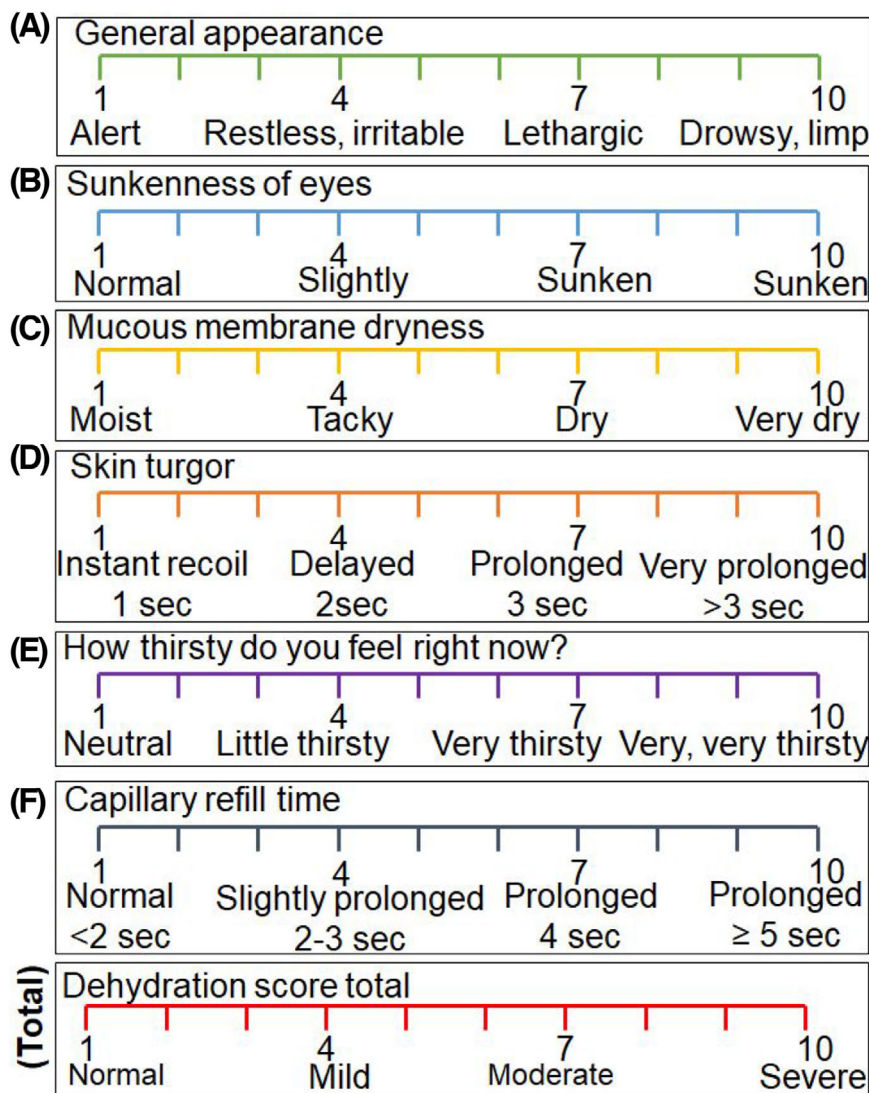 (A) General appearance
1 4 7 10
Alert Restless, irritable Lethargic Drowsy, limp
(B) Sunkenness of eyes
1 4 7 10
Normal Slightly Sunken Sunken
(C) Mucous membrane dryness
1 4 7 10
Moist Tacky Dry Very dry
(D) Skin turgor
1 4 7 10
Instant recoil Delayed Prolonged Very prolonged
1 sec 2sec 3 sec >3 sec
(E) How thirsty do you feel right now?
1 4 7 10
Neutral Little thirsty Very thirsty Very, very thirsty
(F) Capillary refill time
1 4 7 10
Normal Slightly prolonged Prolonged Prolonged
<2 sec 2-3 sec 4 sec ≥ 5 sec
(Total) Dehydration score total
1 4 7 10
Normal Mild Moderate Severe